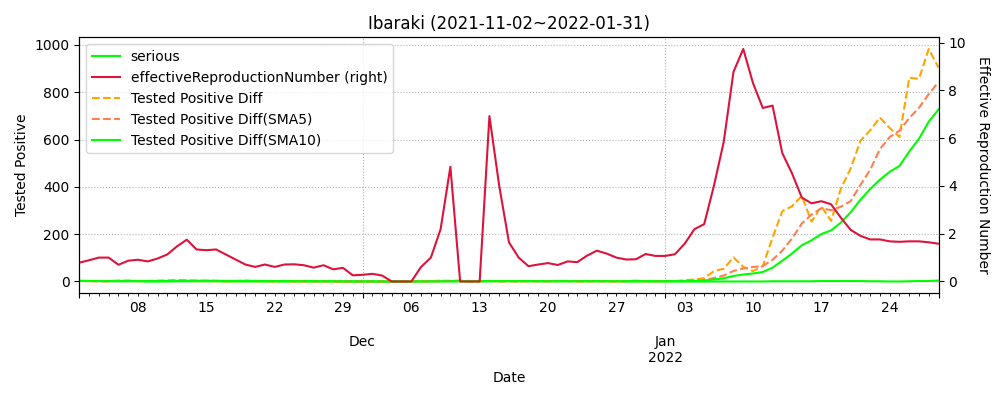 Ibaraki (2021-11-02~2022-01-31)
serious
effectiveReproductionNumber (right)
Tested Positive Diff
Tested Positive Diff(SMA5)
Tested Positive Diff(SMA10)
Tested Positive
1000
800
600
400
200
0
10
8
6
4
2
0
Effective Reproduction Number
08 15 22 29 06 13 20 27 03 10 17 24
Dec Jan
2022
Date